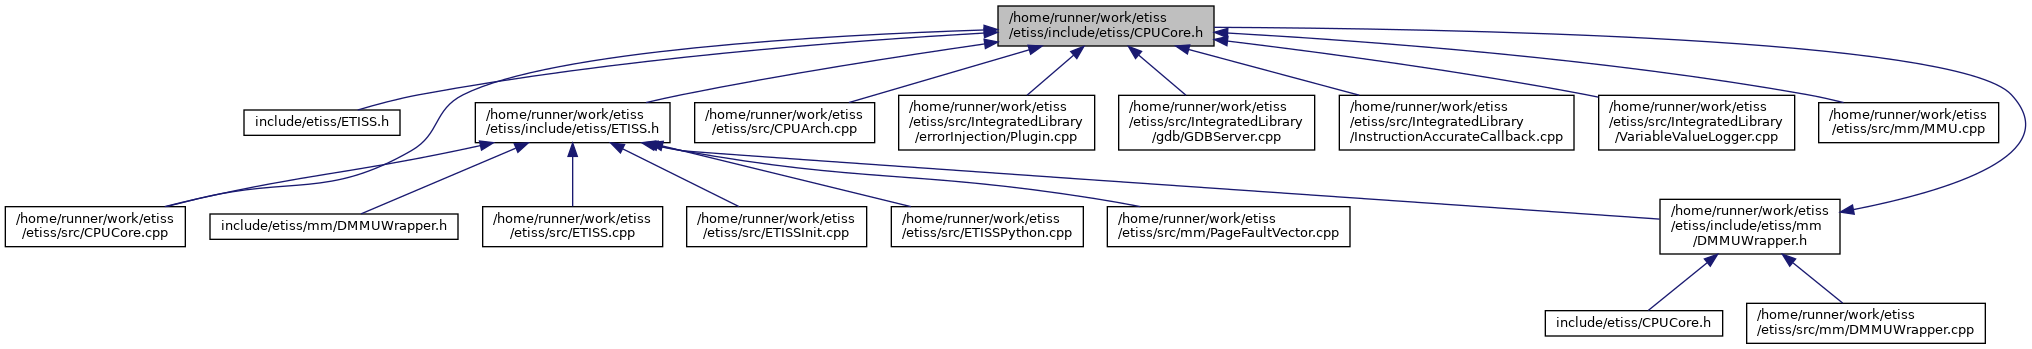 /home/runner/work/etiss
/etiss/include/etiss/CPUCore.h
include/etiss/ETISS.h
/home/runner/work/etiss
/etiss/include/etiss/ETISS.h
/home/runner/work/etiss
/etiss/src/CPUArch.cpp
/home/runner/work/etiss
/etiss/src/IntegratedLibrary
/errorInjection/Plugin.cpp
/home/runner/work/etiss
/etiss/src/IntegratedLibrary
/gdb/GDBServer.cpp
/home/runner/work/etiss
/etiss/src/IntegratedLibrary
/InstructionAccurateCallback.cpp
/home/runner/work/etiss
/etiss/src/IntegratedLibrary
/VariableValueLogger.cpp
/home/runner/work/etiss
/etiss/src/mm/MMU.cpp
/home/runner/work/etiss
/etiss/src/CPUCore.cpp
include/etiss/mm/DMMUWrapper.h
/home/runner/work/etiss
/etiss/src/ETISS.cpp
/home/runner/work/etiss
/etiss/src/ETISSInit.cpp
/home/runner/work/etiss
/etiss/src/ETISSPython.cpp
/home/runner/work/etiss
/etiss/src/mm/PageFaultVector.cpp
/home/runner/work/etiss
/etiss/include/etiss/mm
/DMMUWrapper.h
include/etiss/CPUCore.h
/home/runner/work/etiss
/etiss/src/mm/DMMUWrapper.cpp